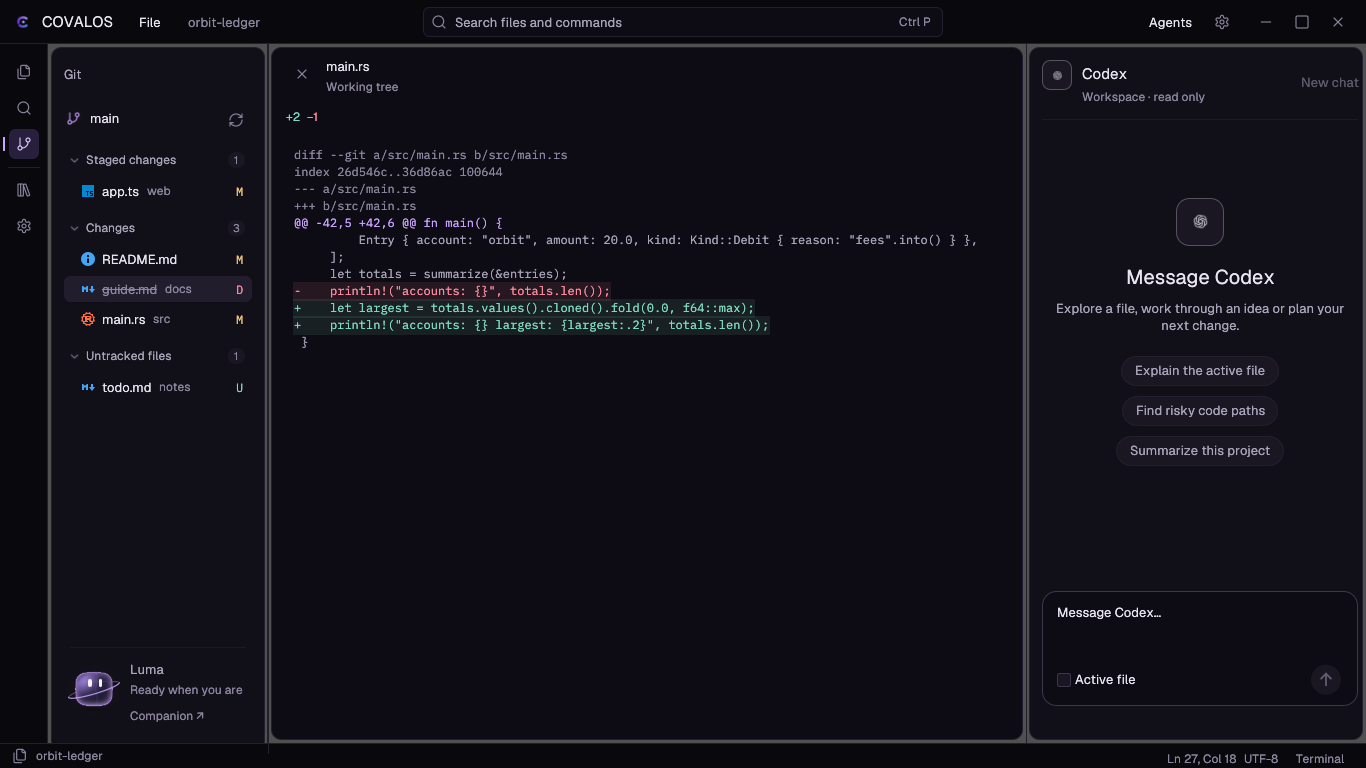 COVALOS File orbit-ledger Search files and commands Ctrl P Agents
Git
main
Staged changes 1
app.ts web M
Changes 3
README.md M
guide.md docs D
main.rs src M
Untracked files 1
todo.md notes U
Luma
Ready when you are
Companion ↗
main.rs
Working tree
+2 −1
diff --git a/src/main.rs b/src/main.rs
index 26d546c..36d86ac 100644
--- a/src/main.rs
+++ b/src/main.rs
@@ -42,5 +42,6 @@ fn main() {
         Entry { account: "orbit", amount: 20.0, kind: Kind::Debit { reason: "fees".into() } },
     ];
     let totals = summarize(&entries);
-    println!("accounts: {}", totals.len());
+    let largest = totals.values().cloned().fold(0.0, f64::max);
+    println!("accounts: {} largest: {largest:.2}", totals.len());
 }
Codex
Workspace · read only
New chat
Message Codex
Explore a file, work through an idea or plan your
next change.
Explain the active file
Find risky code paths
Summarize this project
Message Codex…
Active file
orbit-ledger
Ln 27, Col 18 UTF-8 Terminal